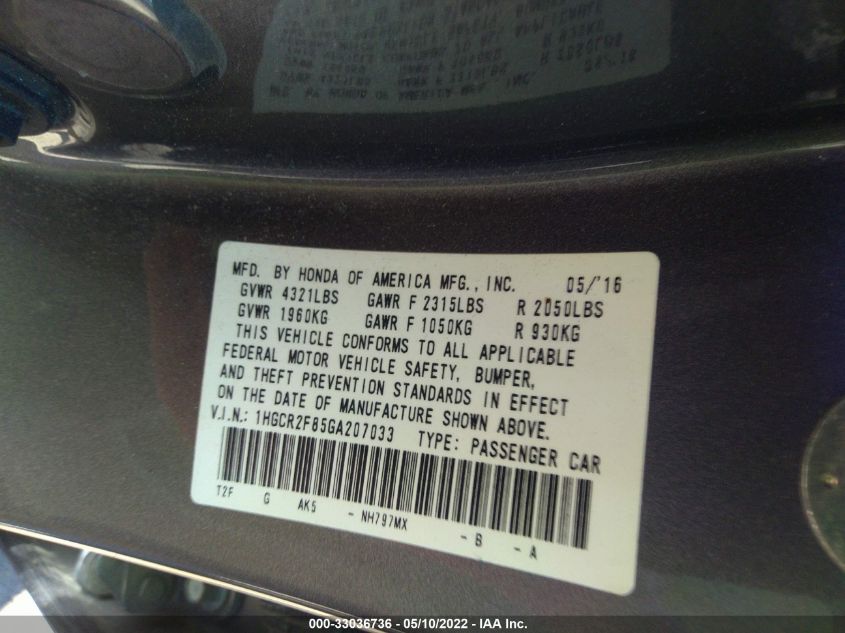 MFD. BY HONDA OF AMERICA MFG., INC. 05/'16
GVWR 4321LBS GAWR F 2315LBS R 2050LBS
GVWR 1960KG GAWR F 1050KG R 930KG
THIS VEHICLE CONFORMS TO ALL APPLICABLE
FEDERAL MOTOR VEHICLE SAFETY, BUMPER,
AND THEFT PREVENTION STANDARDS IN EFFECT
ON THE DATE OF MANUFACTURE SHOWN ABOVE.
V.I.N.: 1HGCR2F85GA207033 TYPE: PASSENGER CAR
T2F G AK5 - NH797MX - B - A
000-33036736 - 05/10/2022 - IAA Inc.